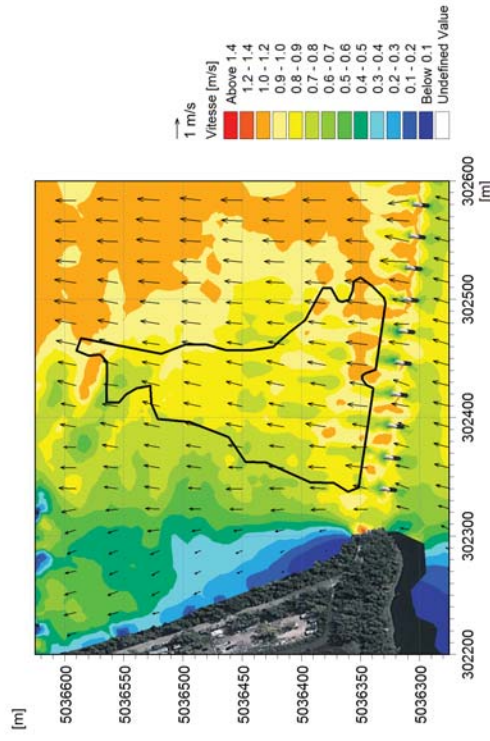 1 m/s
Vitesse [m/s]
Above 1.4
1.2 - 1.4
1.0 - 1.2
0.9 - 1.0
0.8 - 0.9
0.7 - 0.8
0.6 - 0.7
0.5 - 0.6
0.4 - 0.5
0.3 - 0.4
0.2 - 0.3
0.1 - 0.2
Below 0.1
Undefined Value
[m]
5036600
5036550
5036500
5036450
5036400
5036350
5036300
302200
302300
302400
302500
302600
[m]